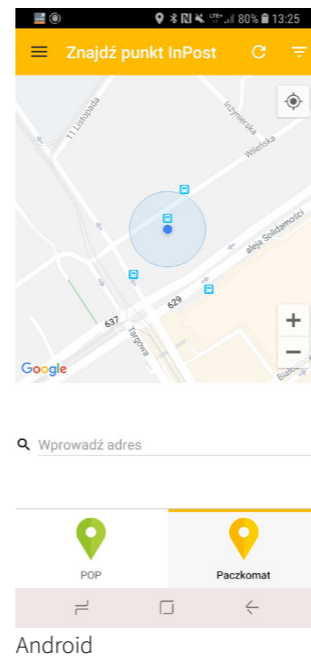 80% 13:25
Znajdź punkt InPost
11 Listopada
Inżynierska
Wileńska
aleja Solidarności
629
637
Targowa
Google
Wprowadź adres
POP
Paczkomat
Android